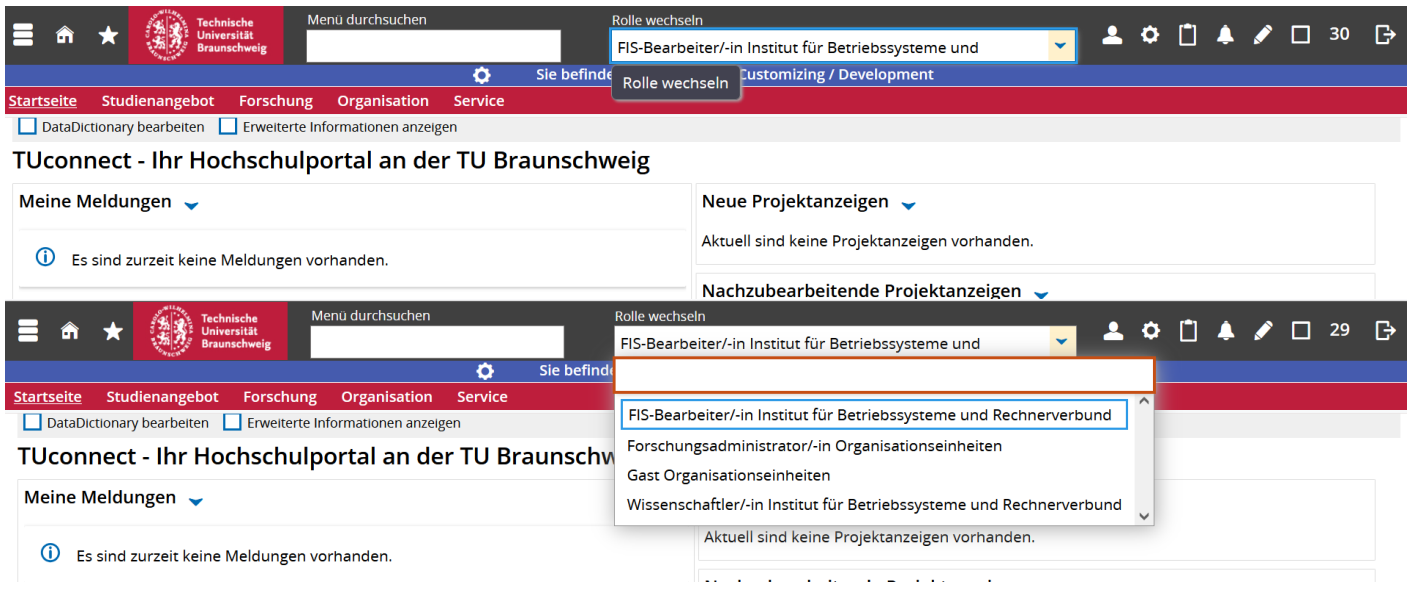 Technische
Universität
Braunschweig
Menü durchsuchen
Rolle wechseln
FIS-Bearbeiter/-in Institut für Betriebssysteme und
30
Sie befinde
Customizing / Development
Rolle wechseln
Startseite Studienangebot Forschung Organisation Service
DataDictionary bearbeiten Erweiterte Informationen anzeigen
TUconnect - Ihr Hochschulportal an der TU Braunschweig
Meine Meldungen
Es sind zurzeit keine Meldungen vorhanden.
Neue Projektanzeigen
Aktuell sind keine Projektanzeigen vorhanden.
Nachzubearbeitende Projektanzeigen
Technische
Universität
Braunschweig
Menü durchsuchen
Rolle wechseln
FIS-Bearbeiter/-in Institut für Betriebssysteme und
29
Sie befinde
Startseite Studienangebot Forschung Organisation Service
DataDictionary bearbeiten Erweiterte Informationen anzeigen
FIS-Bearbeiter/-in Institut für Betriebssysteme und Rechnerverbund
Forschungsadministrator/-in Organisationseinheiten
Gast Organisationseinheiten
Wissenschaftler/-in Institut für Betriebssysteme und Rechnerverbund
TUconnect - Ihr Hochschulportal an der TU Braunschw
Meine Meldungen
Es sind zurzeit keine Meldungen vorhanden.
Aktuell sind keine Projektanzeigen vorhanden.